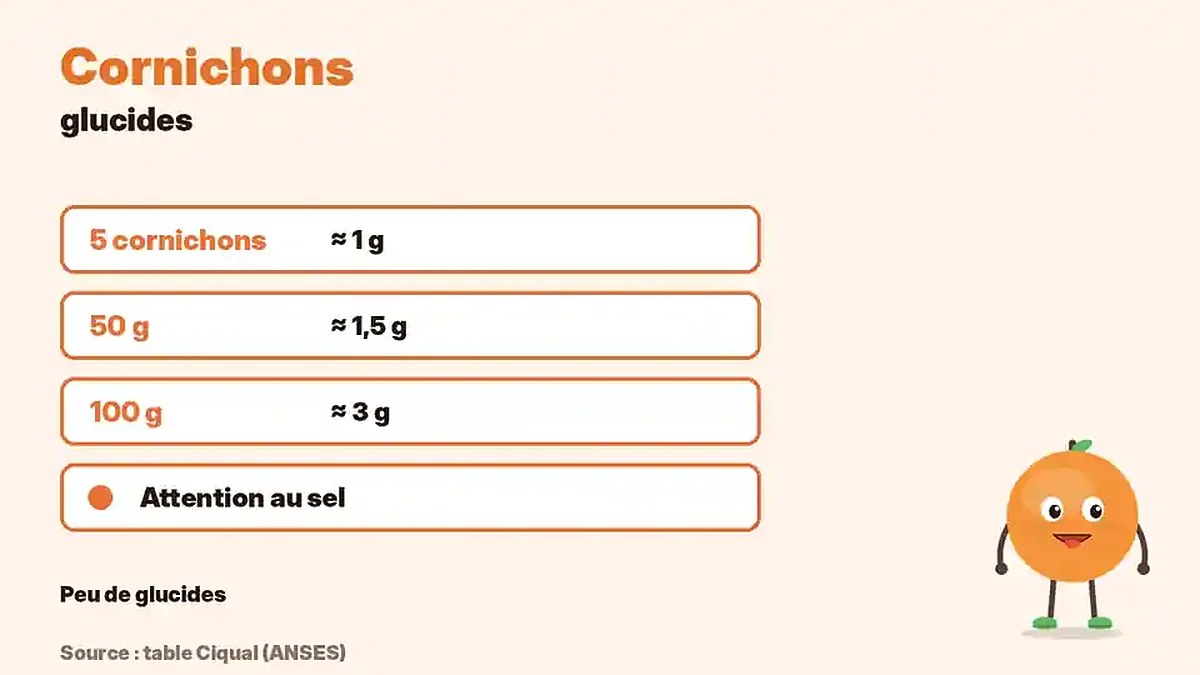 Cornichons
glucides
5 cornichons ≈ 1 g
50 g ≈ 1,5 g
100 g ≈ 3 g
Attention au sel
Peu de glucides
Source : table Ciqual (ANSES)